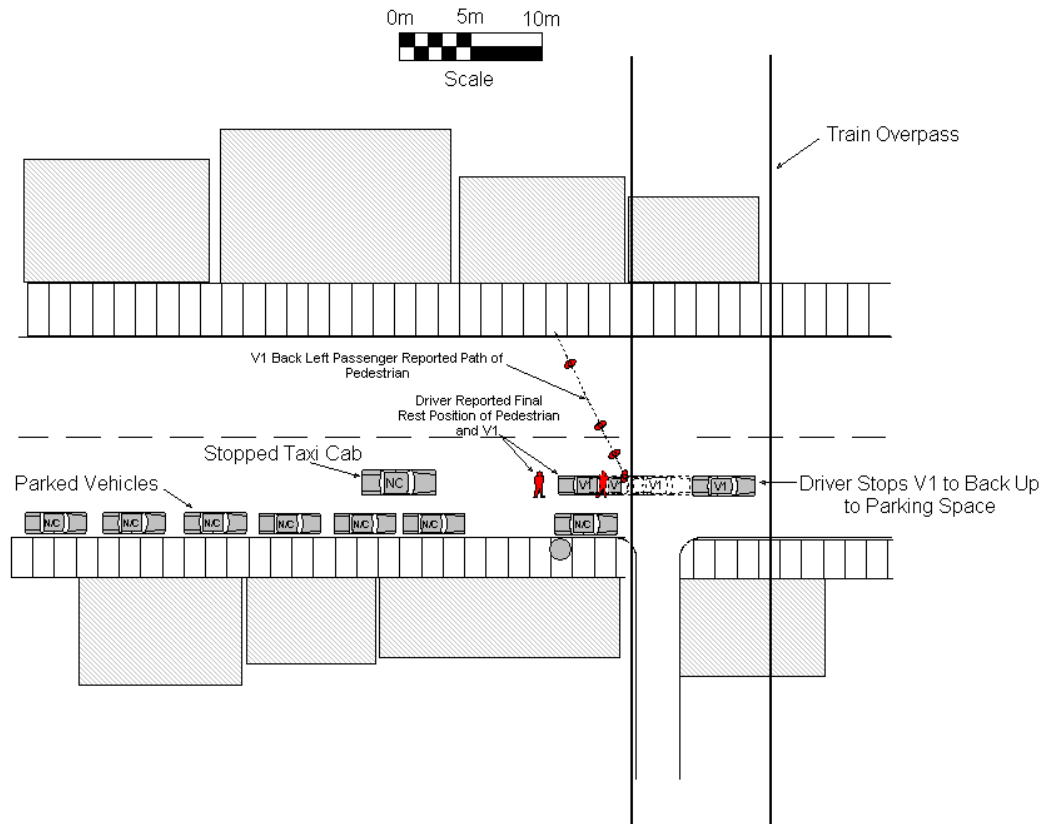 0m 5m 10m
Scale
Train Overpass
V1 Back Left Passenger Reported Path of
Pedestrian
Driver Reported Final
Rest Position of Pedestrian
and V1
Stopped Taxi Cab
NC
Parked Vehicles
V1 V V1 V1
Driver Stops V1 to Back Up
to Parking Space
N/C N/C N/C N/C N/C N/C N/C